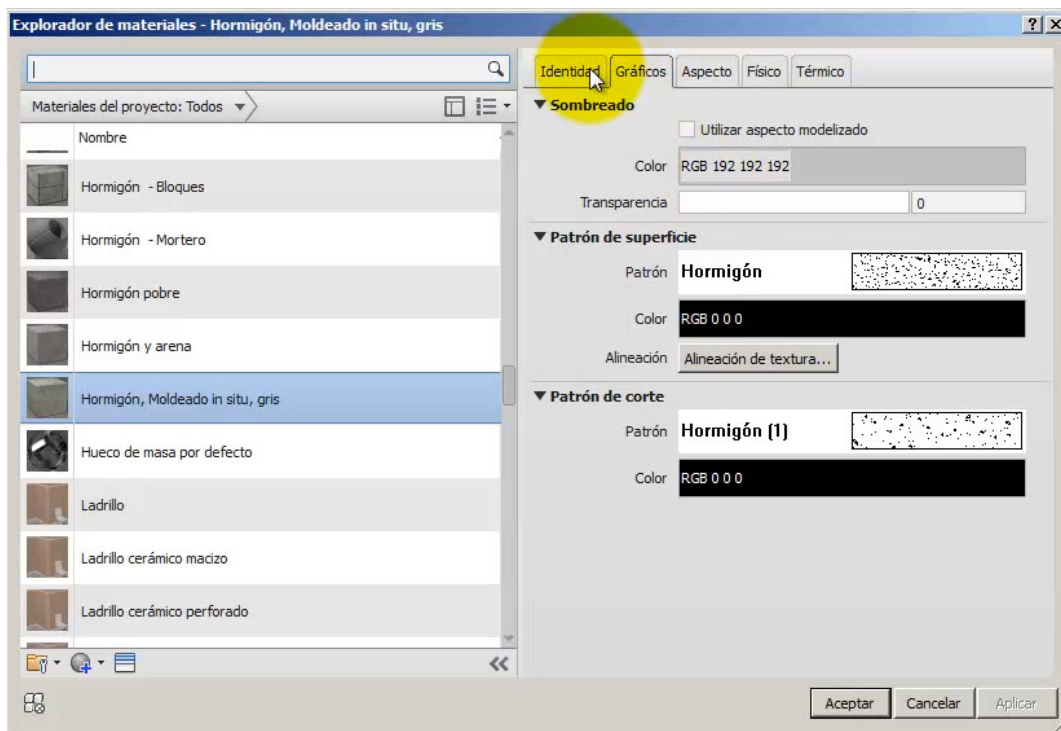 Explorador de materiales - Hormigón, Moldeado in situ, gris
Materiales del proyecto: Todos
Nombre
Hormigón - Bloques
Hormigón - Mortero
Hormigón pobre
Hormigón y arena
Hormigón, Moldeado in situ, gris
Hueco de masa por defecto
Ladrillo
Ladrillo cerámico macizo
Ladrillo cerámico perforado
Identidad Gráficos Aspecto Físico Térmico
Sombreado
Utilizar aspecto modelizado
Color RGB 192 192 192
Transparencia 0
Patrón de superficie
Patrón Hormigón
Color RGB 0 0 0
Alineación Alineación de textura...
Patrón de corte
Patrón Hormigón (1)
Color RGB 0 0 0
Aceptar Cancelar Aplicar